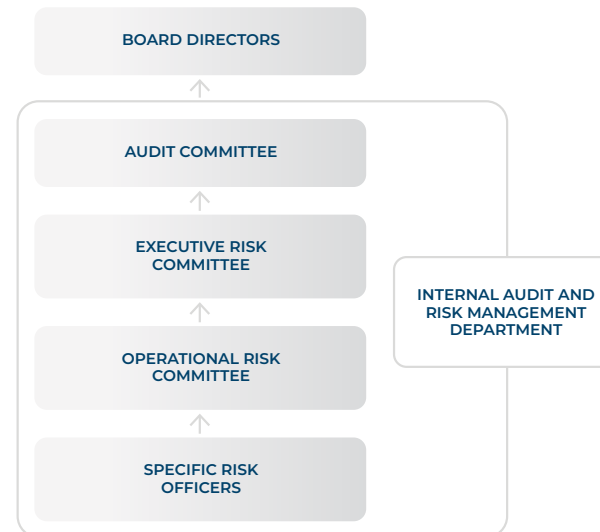 BOARD DIRECTORS
AUDIT COMMITTEE
EXECUTIVE RISK
COMMITTEE
INTERNAL AUDIT AND
RISK MANAGEMENT
DEPARTMENT
OPERATIONAL RISK
COMMITTEE
SPECIFIC RISK
OFFICERS